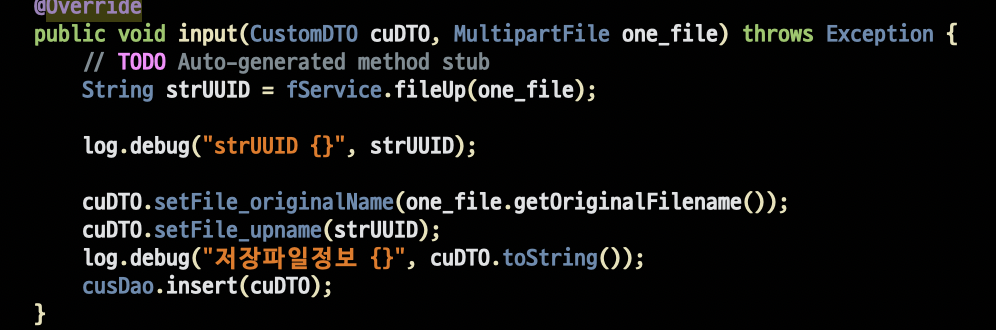 @Override
public void input(CustomDTO cuDTO, MultipartFile one_file) throws Exception {
// TODO Auto-generated method stub
String strUUID = fService.fileUp(one_file);
log.debug("strUUID {}", strUUID);
cuDTO.setFile_originalName(one_file.getOriginalFilename());
cuDTO.setFile_upname(strUUID);
log.debug("저장파일정보 {}", cuDTO.toString());
cusDao.insert(cuDTO);
}